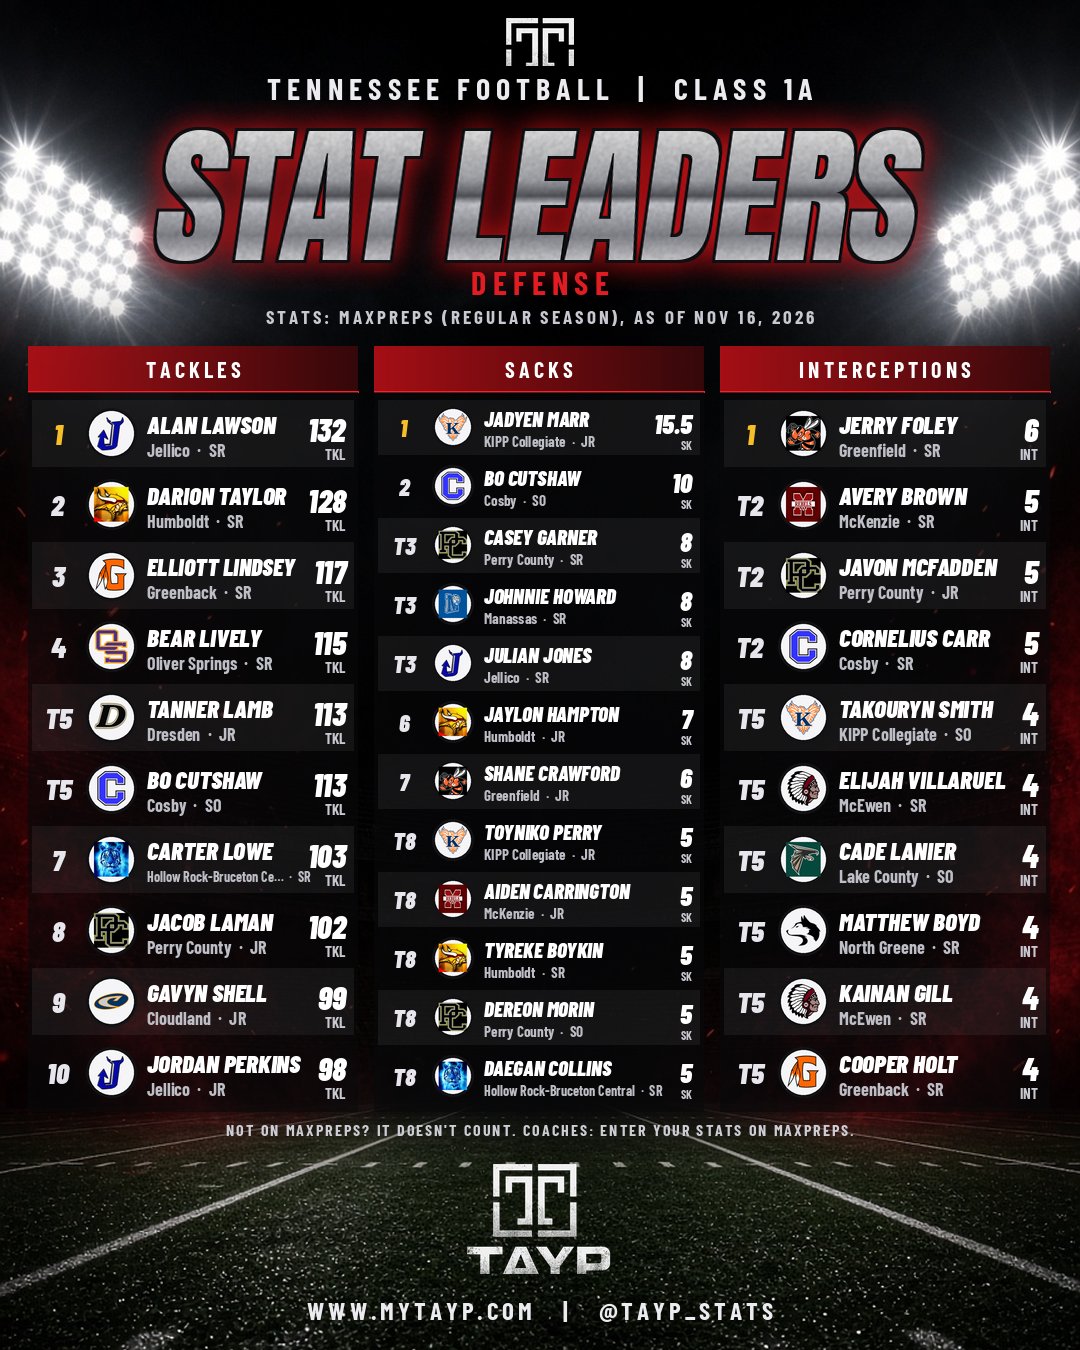 TENNESSEE FOOTBALL | CLASS 1A
STAT LEADERS
DEFENSE
STATS: MAXPREPS (REGULAR SEASON), AS OF NOV 16, 2026
TACKLES
1 ALAN LAWSON 132
Jellico · SR TKL
2 DARION TAYLOR 128
Humboldt · SR TKL
3 ELLIOTT LINDSEY 117
Greenback · SR TKL
4 BEAR LIVELY 115
Oliver Springs · SR TKL
T5 TANNER LAMB 113
Dresden · JR TKL
T5 BO CUTSHAW 113
Cosby · SO TKL
7 CARTER LOWE 103
Hollow Rock-Bruceton Ce... · SR TKL
8 JACOB LAMAN 102
Perry County · JR TKL
9 GAVYN SHELL 99
Cloudland · JR TKL
10 JORDAN PERKINS 98
Jellico · JR TKL
SACKS
1 JADYEN MARR 15.5
KIPP Collegiate · JR SK
2 BO CUTSHAW 10
Cosby · SO SK
T3 CASEY GARNER 8
Perry County · SR SK
T3 JOHNNIE HOWARD 8
Manassas · SR SK
T3 JULIAN JONES 8
Jellico · SR SK
6 JAYLON HAMPTON 7
Humboldt · JR SK
7 SHANE CRAWFORD 6
Greenfield · JR SK
T8 TOYNIKO PERRY 5
KIPP Collegiate · JR SK
T8 AIDEN CARRINGTON 5
McKenzie · JR SK
T8 TYREKE BOYKIN 5
Humboldt · SR SK
T8 DEREON MORIN 5
Perry County · SO SK
T8 DAEGAN COLLINS 5
Hollow Rock-Bruceton Central · SR SK
INTERCEPTIONS
1 JERRY FOLEY 6
Greenfield · SR INT
T2 AVERY BROWN 5
McKenzie · SR INT
T2 JAVON MCFADDEN 5
Perry County · JR INT
T2 CORNELIUS CARR 5
Cosby · SR INT
T5 TAKOURYN SMITH 4
KIPP Collegiate · SO INT
T5 ELIJAH VILLARUEL 4
McEwen · SR INT
T5 CADE LANIER 4
Lake County · SO INT
T5 MATTHEW BOYD 4
North Greene · SR INT
T5 KAINAN GILL 4
McEwen · SR INT
T5 COOPER HOLT 4
Greenback · SR INT
NOT ON MAXPREPS? IT DOESN'T COUNT. COACHES: ENTER YOUR STATS ON MAXPREPS.
TAYP
WWW.MYTAYP.COM | @TAYP_STATS